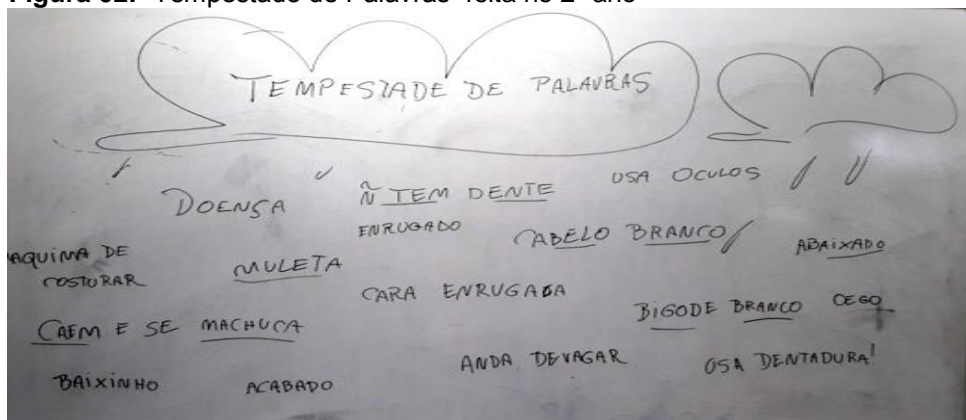 Figura Tempestade de Palavras feita no 2º ano
TEMPESTADE DE PALAVRAS
DOENÇA Ñ TEM DENTE USA OCULOS
ENRUGADO CABELO BRANCO ABAIXADO
AQUINA DE
COSTURAR MULETA
CARA ENRUGADA
BIGODE BRANCO CEGO
CAEM E SE MACHUCA
ANDA DEVAGAR USA DENTADURA!
BAIXINHO ACABADO